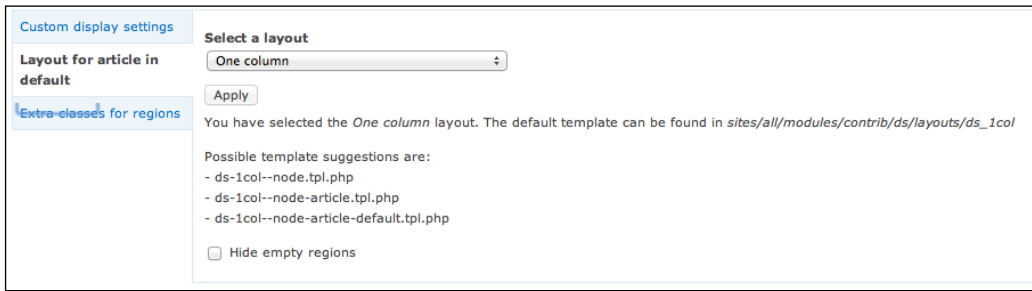 Custom display settings
Layout for article in
default
Extra classes for regions
Select a layout
One column
Apply
You have selected the One column layout. The default template can be found in sites/all/modules/contrib/ds/layouts/ds_1col
Possible template suggestions are:
- ds-1col--node.tpl.php
- ds-1col--node-article.tpl.php
- ds-1col--node-article-default.tpl.php
Hide empty regions